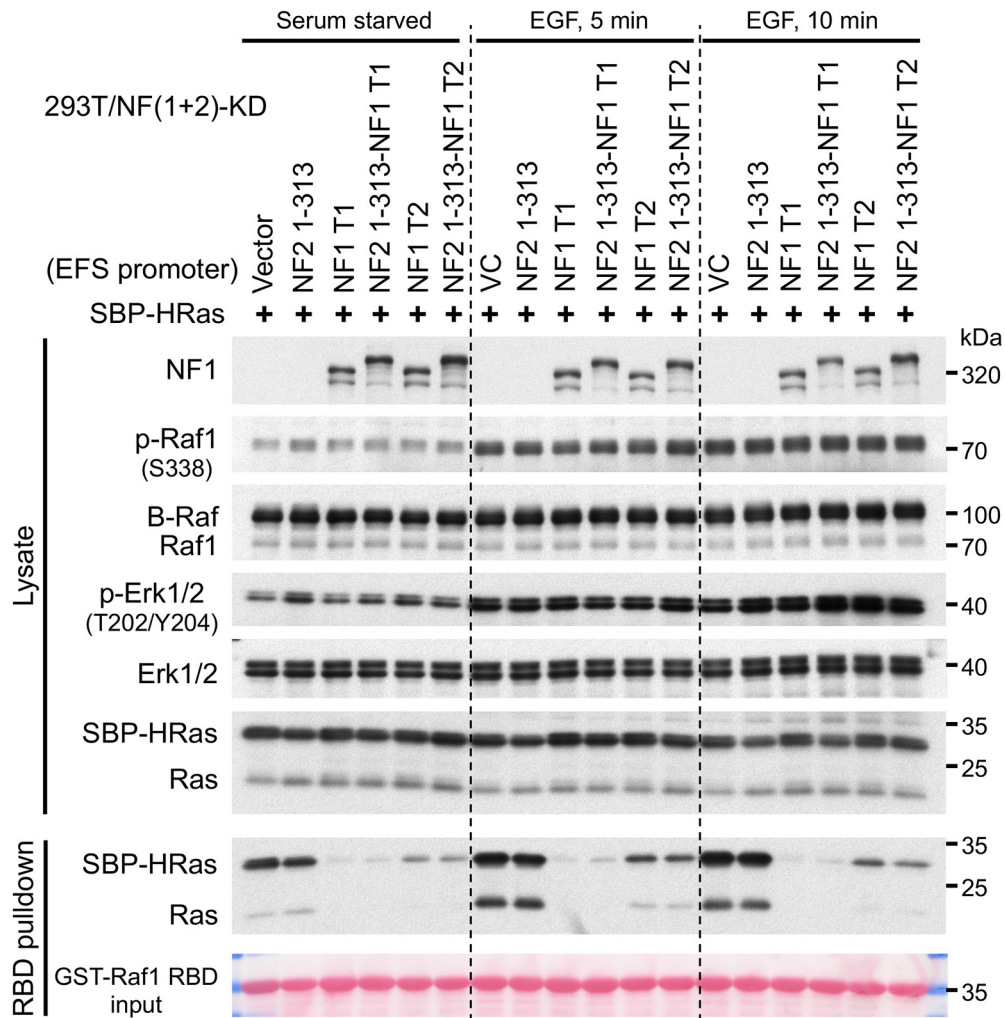 Serum starved EGF, 5 min EGF, 10 min
293T/NF(1+2)-KD
(EFS promoter)
Vector
NF2 1-313
NF1 T1
NF2 1-313-NF1 T1
NF1 T2
NF2 1-313-NF1 T2
VC
NF2 1-313
NF1 T1
NF2 1-313-NF1 T1
NF1 T2
NF2 1-313-NF1 T2
VC
NF2 1-313
NF1 T1
NF2 1-313-NF1 T1
NF1 T2
NF2 1-313-NF1 T2
SBP-HRas + + + + + + + + + + + + + + + + + +
kDa
Lysate
NF1 320
p-Raf1 70
(S338)
B-Raf 100
Raf1 70
p-Erk1/2 40
(T202/Y204)
Erk1/2 40
SBP-HRas 35
Ras 25
RBD pulldown
SBP-HRas 35
Ras 25
GST-Raf1 RBD 35
input